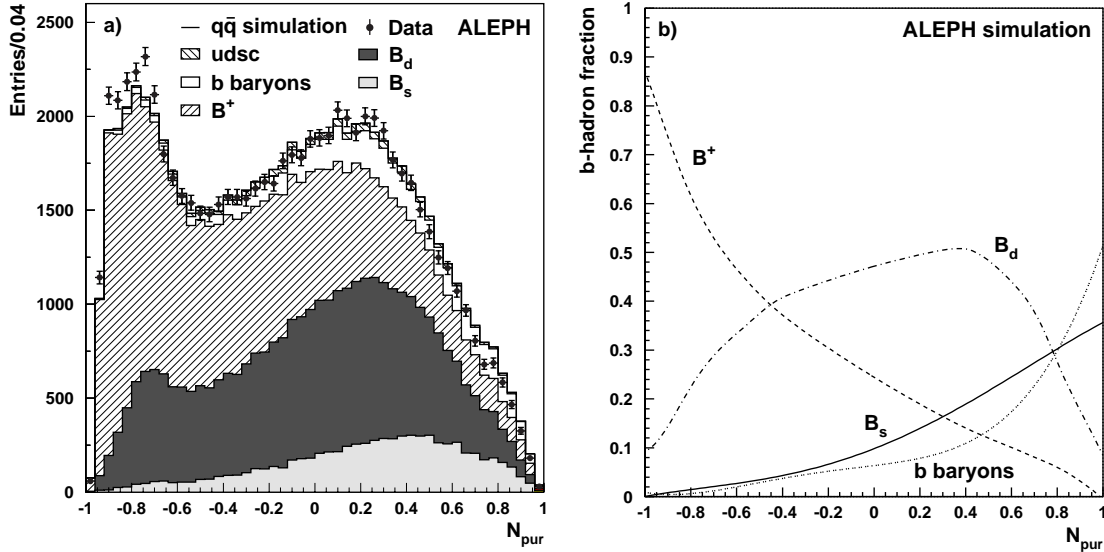 a)
qq̄ simulation
Data
ALEPH
udsc
B_d
b baryons
B_s
B^+
Entries/0.04
2500
2000
1500
1000
500
0
-1 -0.8 -0.6 -0.4 -0.2 0 0.2 0.4 0.6 0.8 1
N_pur
b)
ALEPH simulation
b-hadron fraction
1
0.9
0.8
0.7
0.6
0.5
0.4
0.3
0.2
0.1
0
B^+
B_d
B_s
b baryons
-1 -0.8 -0.6 -0.4 -0.2 0 0.2 0.4 0.6 0.8 1
N_pur